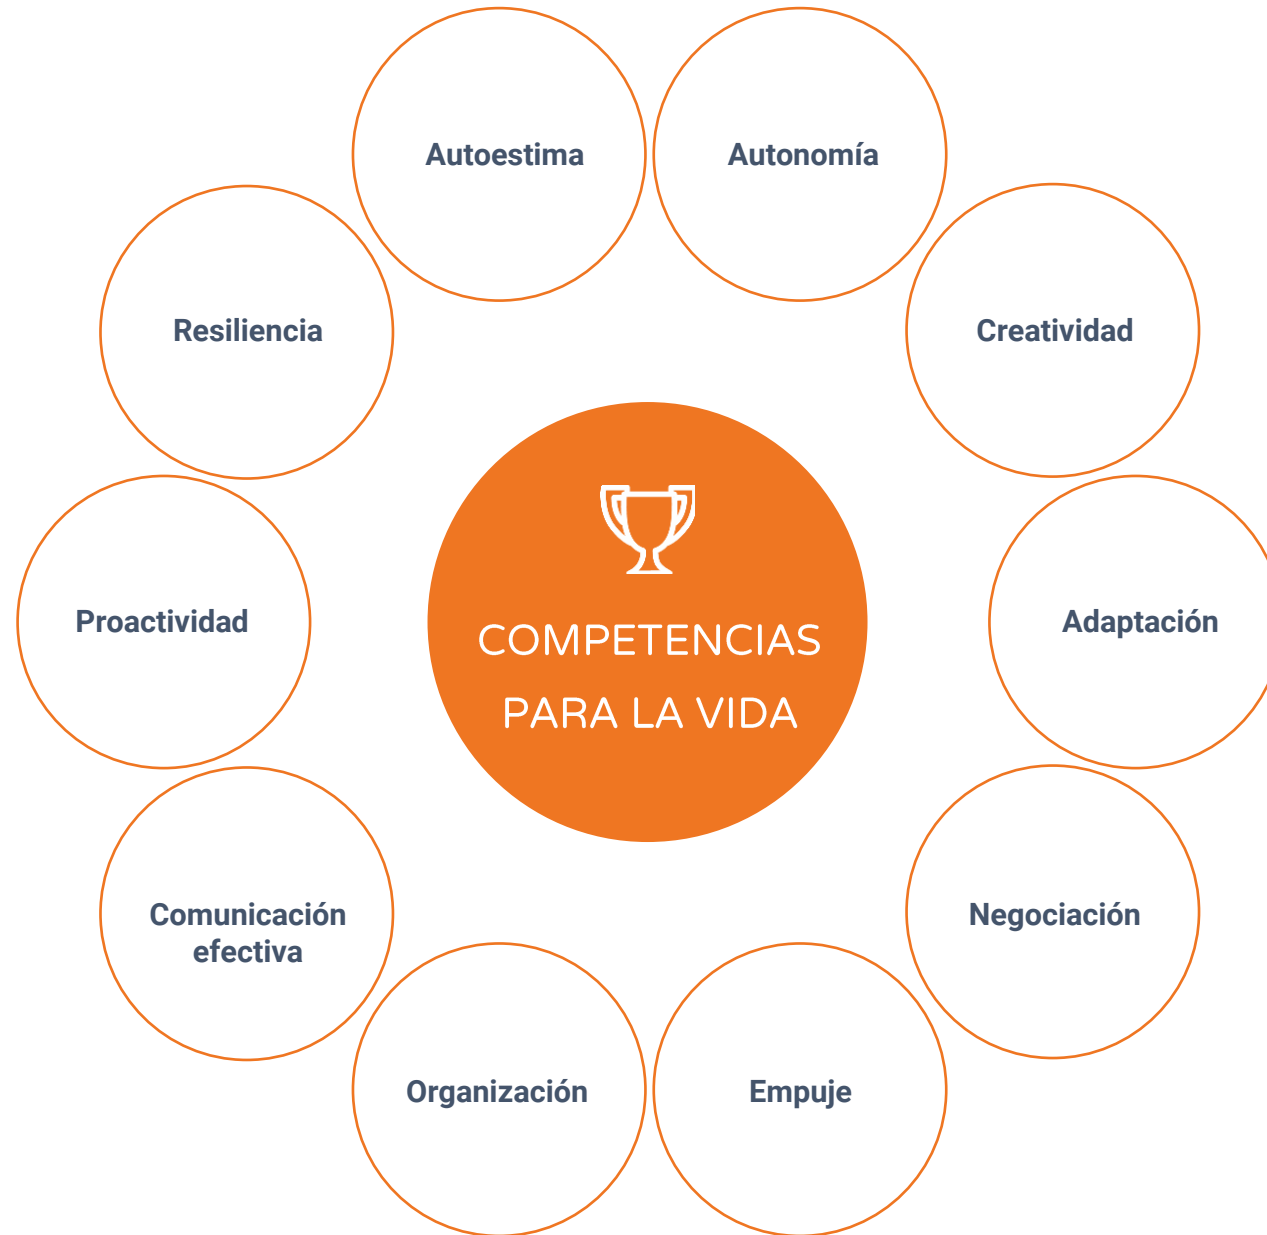 Autoestima
Autonomía
Resiliencia
Creatividad
COMPETENCIAS
PARA LA VIDA
Proactividad
Adaptación
Comunicación
efectiva
Negociación
Organización
Empuje